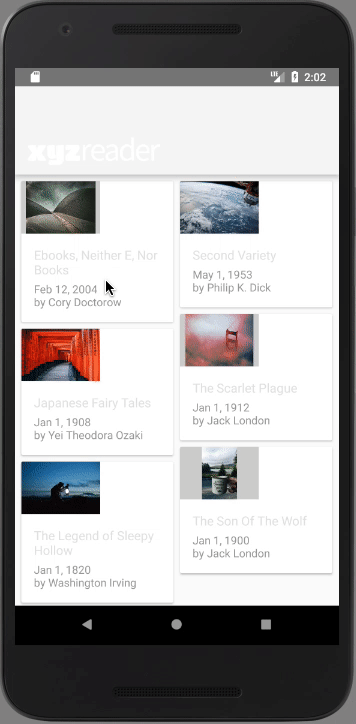 LTE 2:02
xyzreader
Ebooks, Neither E, Nor
Books
Feb 12, 2004
by Cory Doctorow
Second Variety
May 1, 1953
by Philip K. Dick
Japanese Fairy Tales
Jan 1, 1908
by Yei Theodora Ozaki
The Scarlet Plague
Jan 1, 1912
by Jack London
The Legend of Sleepy
Hollow
Jan 1, 1820
by Washington Irving
The Son Of The Wolf
Jan 1, 1900
by Jack London